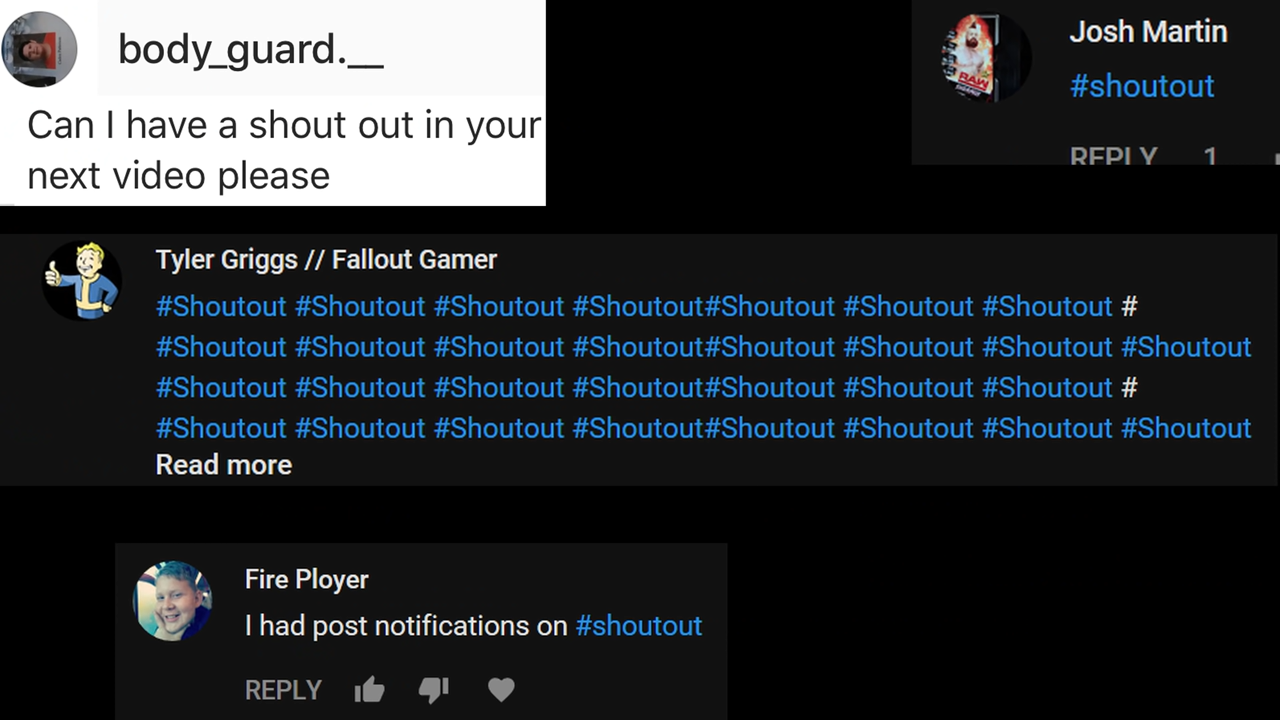 body_guard.__
Can I have a shout out in your
next video please
Josh Martin
#shoutout
REPLY 1
RAW
Tyler Griggs // Fallout Gamer
#Shoutout #Shoutout #Shoutout #Shoutout#Shoutout #Shoutout #Shoutout #
#Shoutout #Shoutout #Shoutout #Shoutout#Shoutout #Shoutout #Shoutout #Shoutout
#Shoutout #Shoutout #Shoutout #Shoutout#Shoutout #Shoutout #Shoutout #
#Shoutout #Shoutout #Shoutout #Shoutout#Shoutout #Shoutout #Shoutout #Shoutout
Read more
Fire Ployer
I had post notifications on #shoutout
REPLY